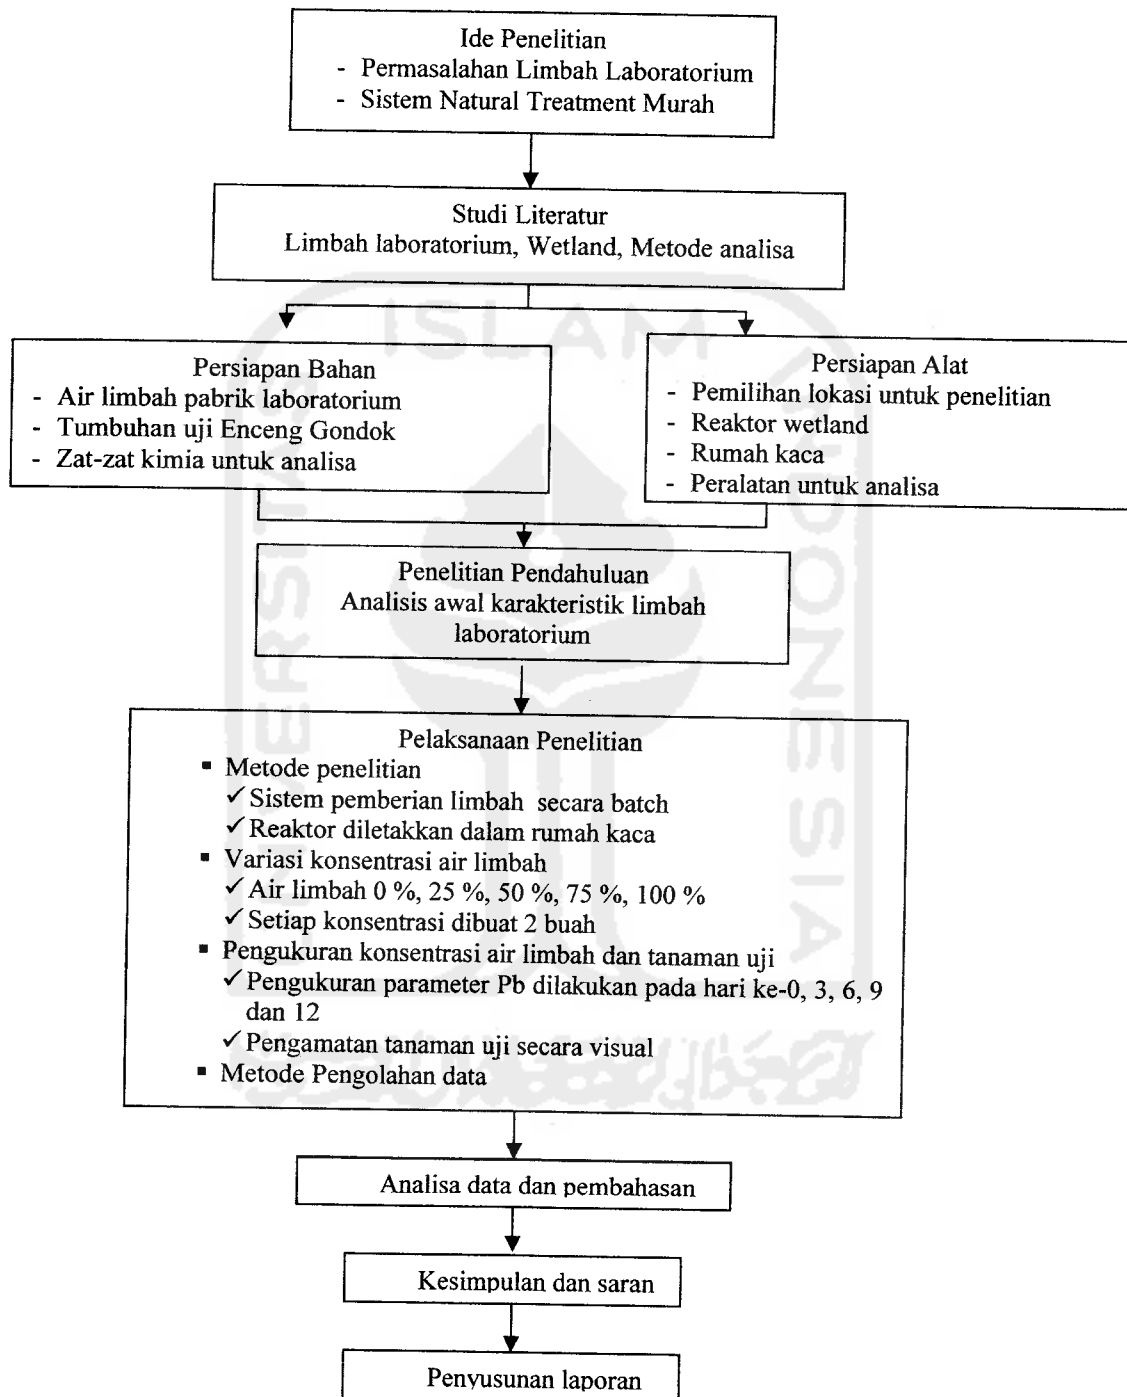 Ide Penelitian
- Permasalahan Limbah Laboratorium
- Sistem Natural Treatment Murah
Studi Literatur
Limbah laboratorium, Wetland, Metode analisa
Persiapan Bahan
- Air limbah pabrik laboratorium
- Tumbuhan uji Enceng Gondok
- Zat-zat kimia untuk analisa
Persiapan Alat
- Pemilihan lokasi untuk penelitian
- Reaktor wetland
- Rumah kaca
- Peralatan untuk analisa
Penelitian Pendahuluan
Analisis awal karakteristik limbah
laboratorium
Pelaksanaan Penelitian
▪ Metode penelitian
✓ Sistem pemberian limbah secara batch
✓ Reaktor diletakkan dalam rumah kaca
▪ Variasi konsentrasi air limbah
✓ Air limbah 0 %, 25 %, 50 %, 75 %, 100 %
✓ Setiap konsentrasi dibuat 2 buah
▪ Pengukuran konsentrasi air limbah dan tanaman uji
✓ Pengukuran parameter Pb dilakukan pada hari ke-0, 3, 6, 9
dan 12
✓ Pengamatan tanaman uji secara visual
▪ Metode Pengolahan data
Analisa data dan pembahasan
Kesimpulan dan saran
Penyusunan laporan
UNIVERSITAS
ISLAM
INDONESIA